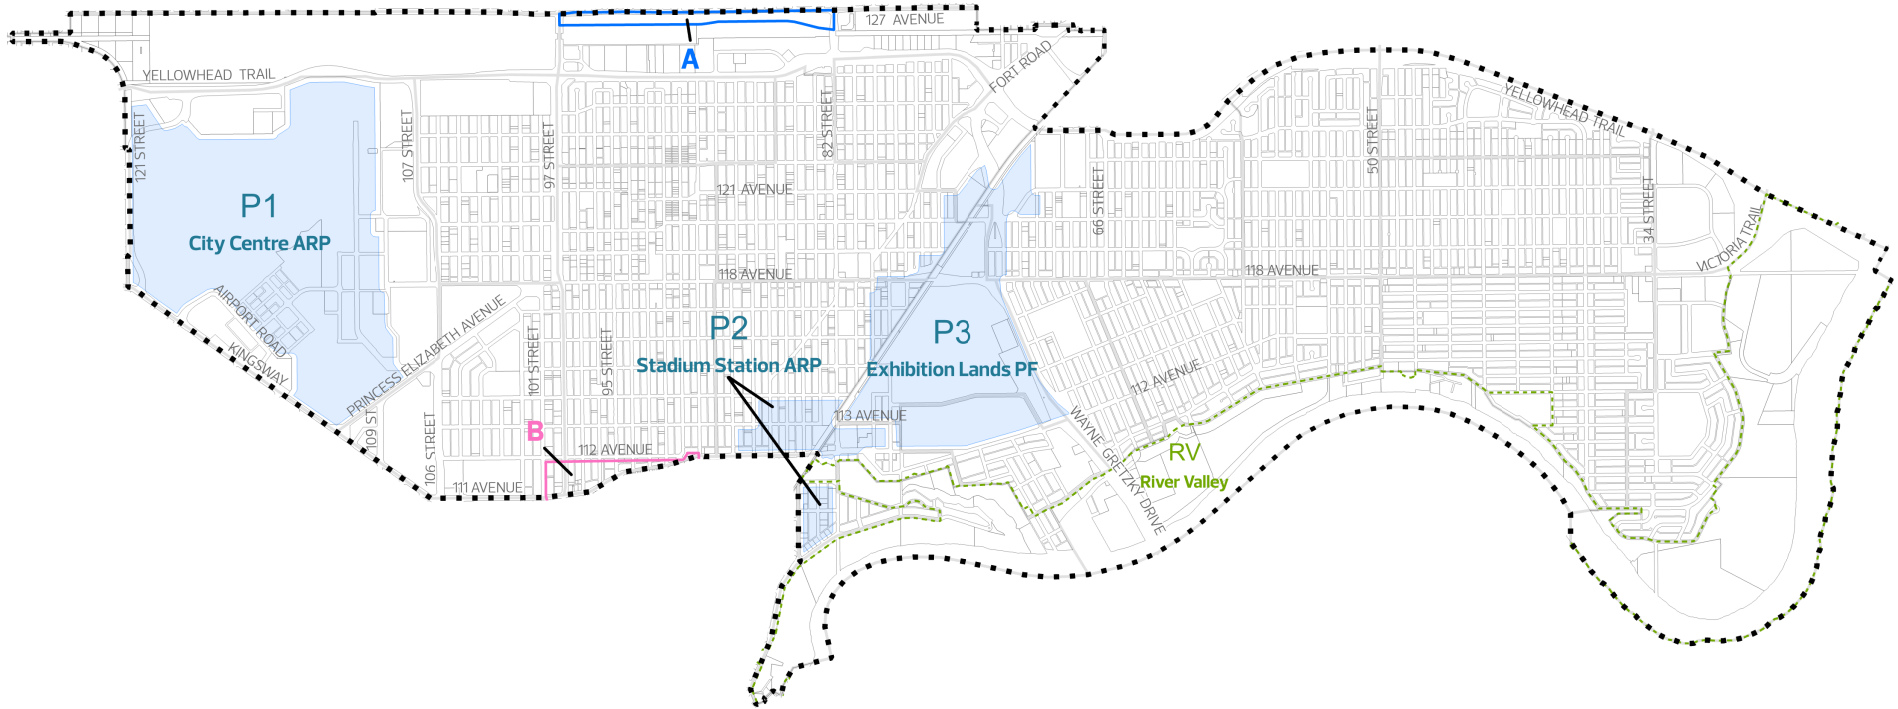 127 AVENUE
A
FORT ROAD
YELLOWHEAD TRAIL
YELLOWHEAD TRAIL
121 STREET
107 STREET
97 STREET
82 STREET
50 STREET
121 AVENUE
66 STREET
34 STREET
P1
City Centre ARP
VICTORIA TRAIL
118 AVENUE
118 AVENUE
AIRPORT ROAD
KINGSWAY
PRINCESS ELIZABETH AVENUE
101 STREET
95 STREET
P2
Stadium Station ARP
P3
Exhibition Lands PF
112 AVENUE
109 ST
106 STREET
113 AVENUE
WAYNE GRETZKY DRIVE
B
112 AVENUE
RV
River Valley
111 AVENUE